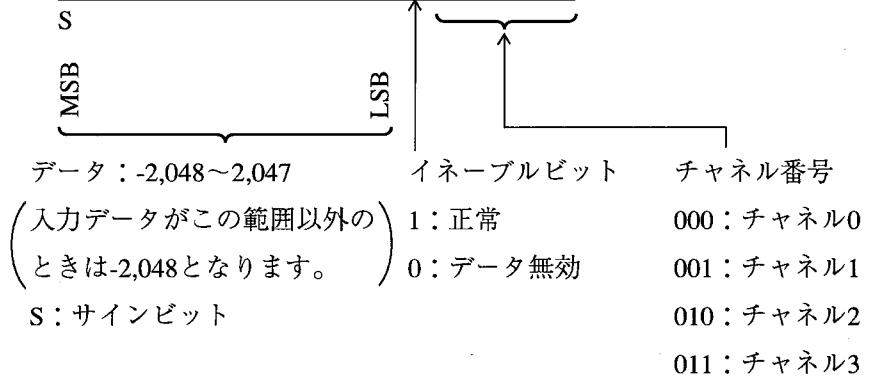 S
MSB
LSB
データ：-2,048～2,047
(入力データがこの範囲以外の
ときは-2,048となります。)
S：サインビット
イネーブルビット
1：正常
0：データ無効
チャネル番号
000：チャネル0
001：チャネル1
010：チャネル2
011：チャネル3